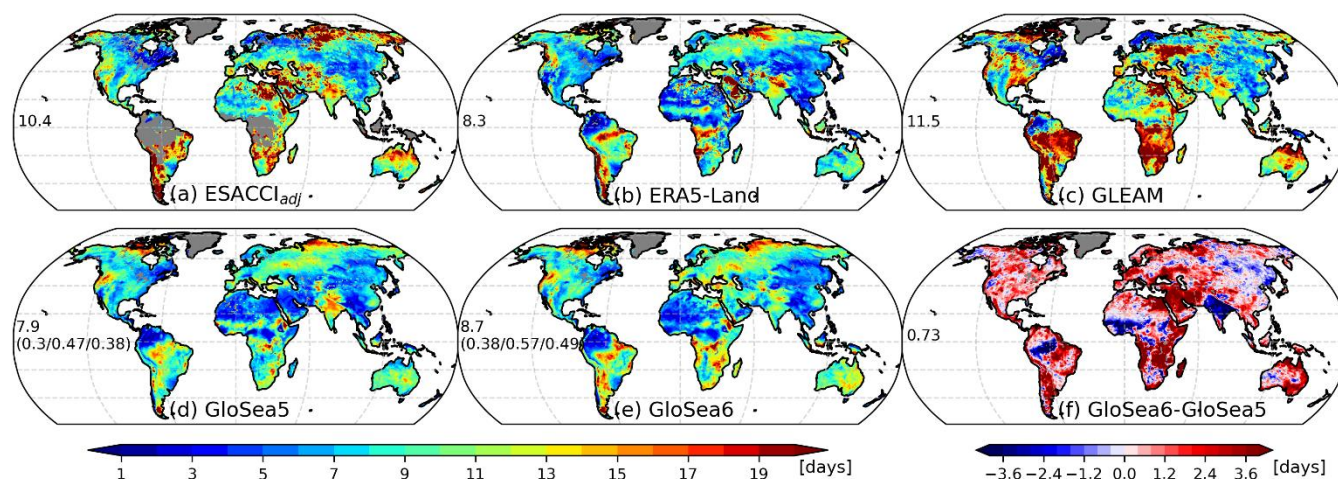 10.4
(a) ESACCIadj
8.3
(b) ERA5-Land
11.5
(c) GLEAM
7.9
(0.3/0.47/0.38)
(d) GloSea5
8.7
(0.38/0.57/0.49)
(e) GloSea6
0.73
(f) GloSea6-GloSea5
1 3 5 7 9 11 13 15 17 19 [days]
−3.6 −2.4 −1.2 0.0 1.2 2.4 3.6 [days]